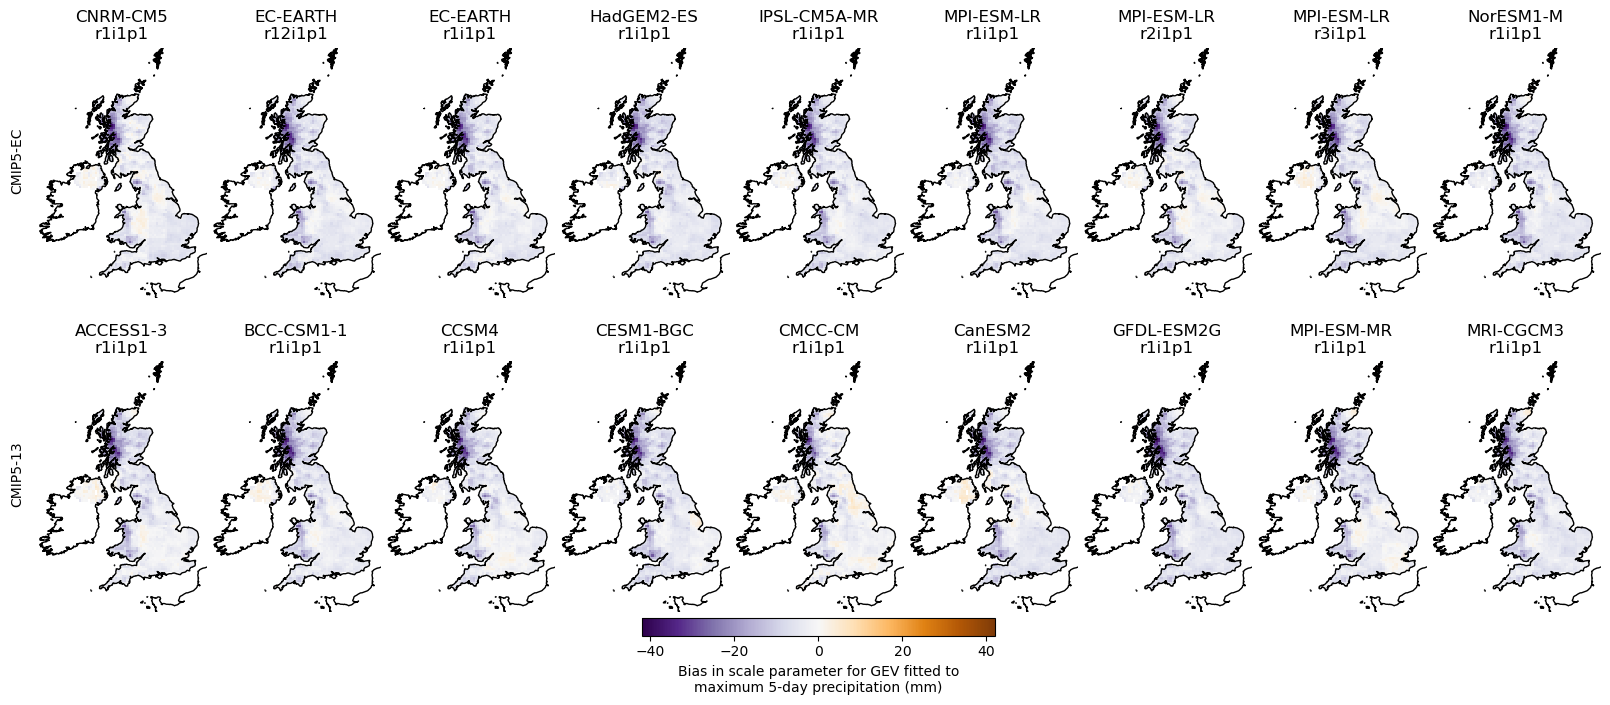 CNRM-CM5 EC-EARTH EC-EARTH HadGEM2-ES IPSL-CM5A-MR MPI-ESM-LR MPI-ESM-LR MPI-ESM-LR NorESM1-M
r1i1p1 r12i1p1 r1i1p1 r1i1p1 r1i1p1 r1i1p1 r2i1p1 r3i1p1 r1i1p1
CMIP5-EC
ACCESS1-3 BCC-CSM1-1 CCSM4 CESM1-BGC CMCC-CM CanESM2 GFDL-ESM2G MPI-ESM-MR MRI-CGCM3
r1i1p1 r1i1p1 r1i1p1 r1i1p1 r1i1p1 r1i1p1 r1i1p1 r1i1p1 r1i1p1
CMIP5-13
−40 −20 0 20 40
Bias in scale parameter for GEV fitted to
maximum 5-day precipitation (mm)